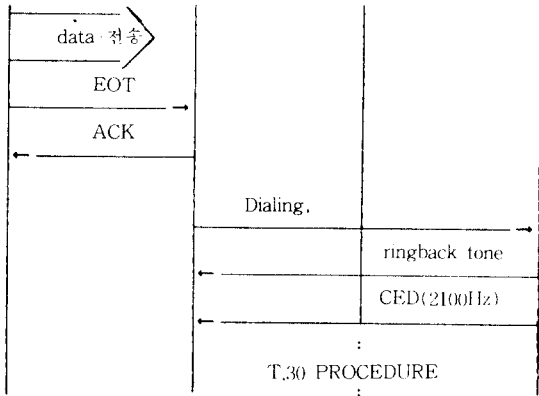 data 전송
EOT
ACK
Dialing.
ringback tone
CED(2100Hz)
:
T.30 PROCEDURE
: